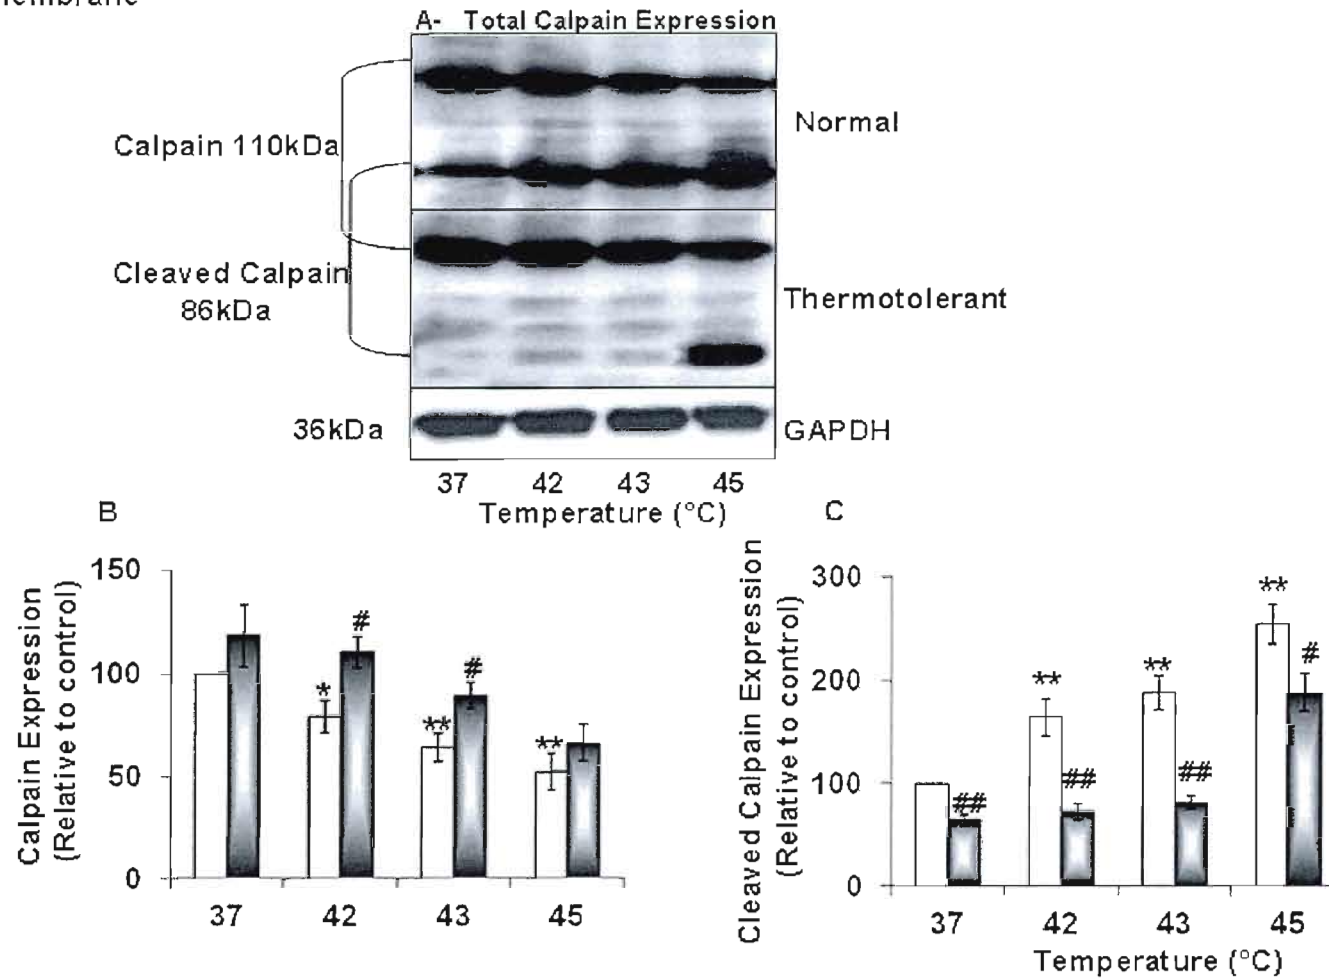 A- Total Calpain Expression
Normal
Calpain 110kDa
Cleaved Calpain
86kDa
Thermotolerant
36kDa
GAPDH
37 42 43 45
Temperature (°C)
B
Calpain Expression
(Relative to control)
150
100
50
0
*
#
**
#
**
37 42 43 45
C
Cleaved Calpain Expression
(Relative to control)
300
200
100
0
##
**
##
**
##
**
#
37 42 43 45
Temperature (°C)